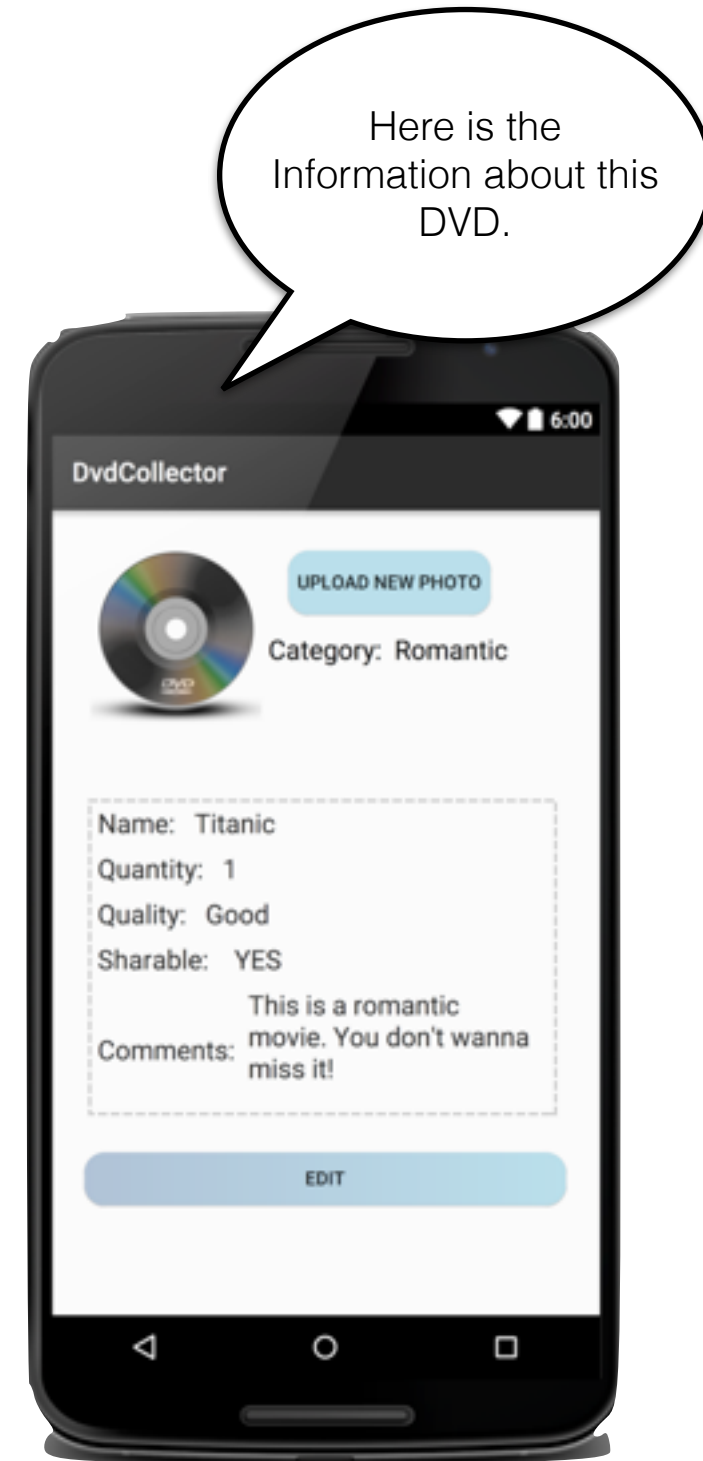 Here is the
Information about this
DVD.
6:00
DvdCollector
UPLOAD NEW PHOTO
Category: Romantic
DVD
Name: Titanic
Quantity: 1
Quality: Good
Sharable: YES
Comments: This is a romantic
movie. You don't wanna
miss it!
EDIT